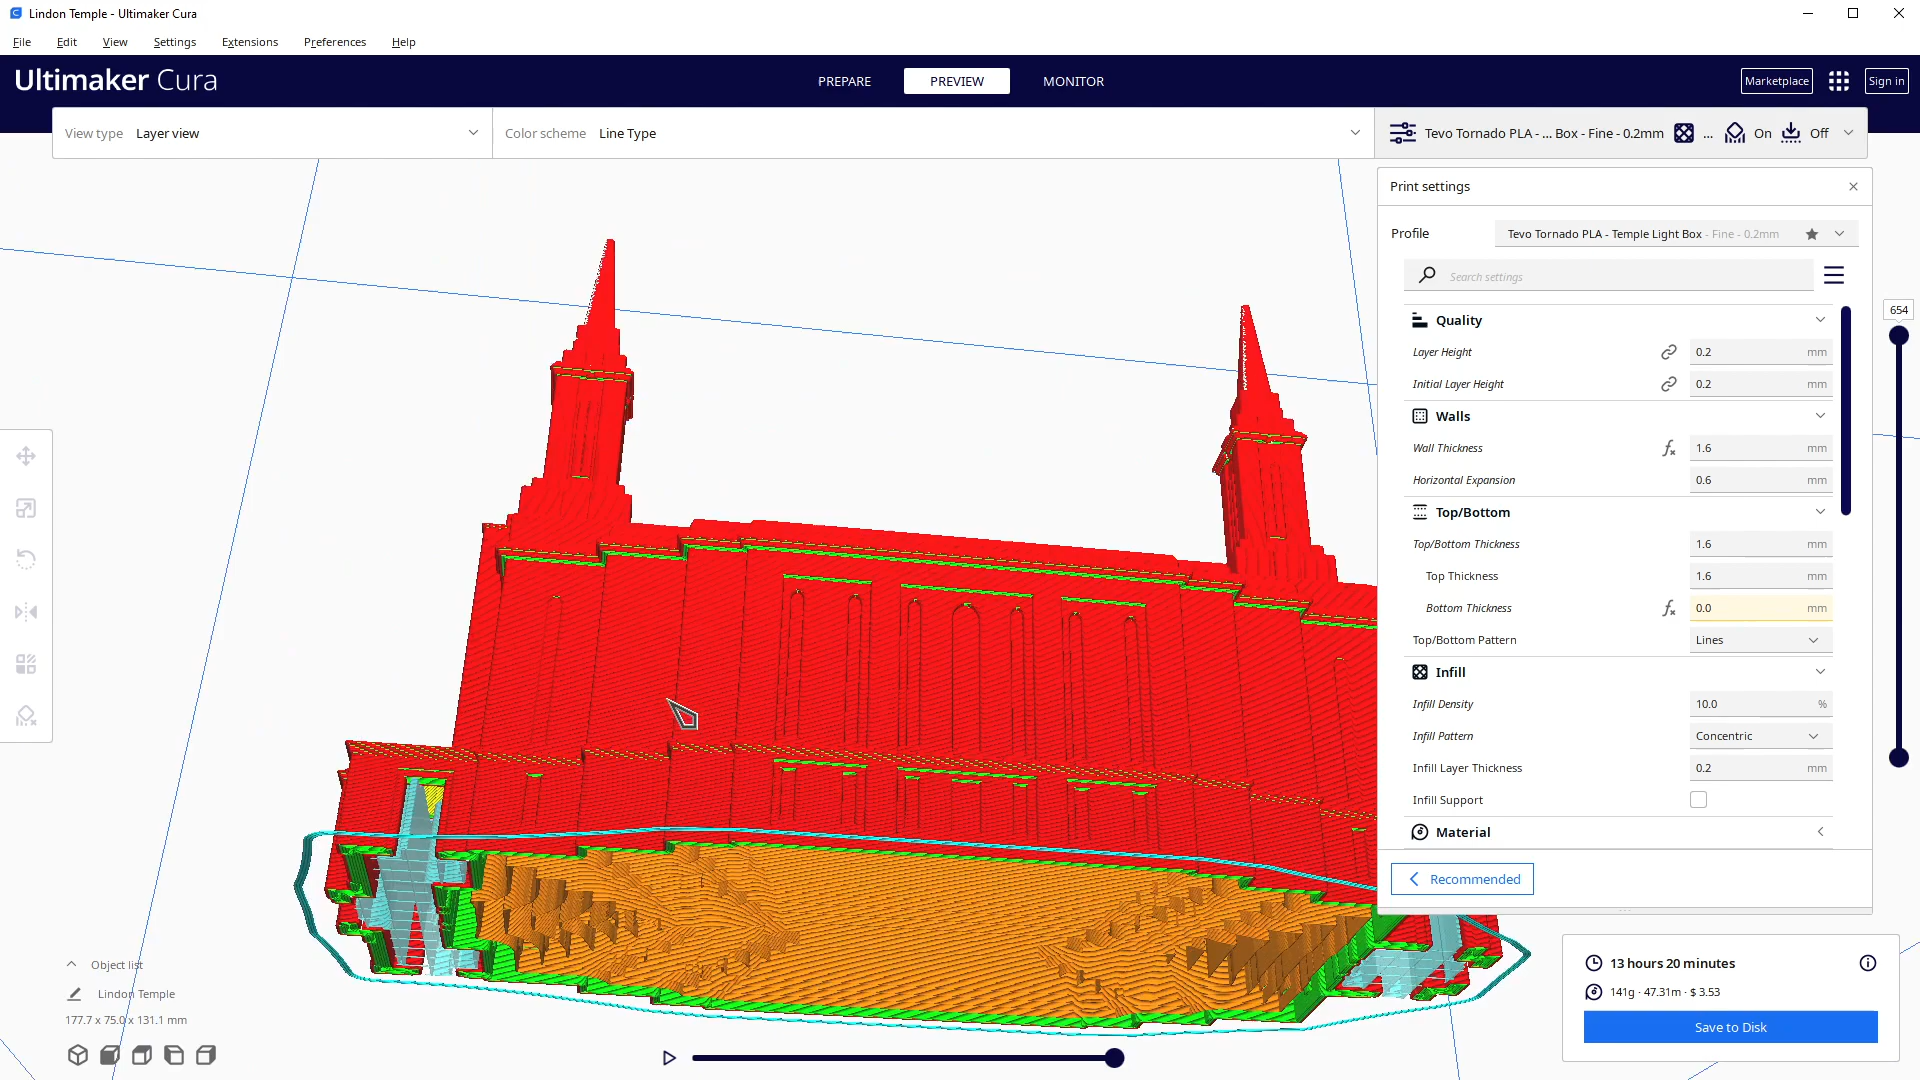 Lindon Temple - Ultimaker Cura
File Edit View Settings Extensions Preferences Help
Ultimaker Cura PREPARE PREVIEW MONITOR Marketplace Sign in
View type Layer view Color scheme Line Type Tevo Tornado PLA - ... Box - Fine - 0.2mm ... On Off
Print settings
Profile Tevo Tornado PLA - Temple Light Box - Fine - 0.2mm
Search settings
654
Quality
Layer Height 0.2 mm
Initial Layer Height 0.2 mm
Walls
Wall Thickness 1.6 mm
Horizontal Expansion 0.6 mm
Top/Bottom
Top/Bottom Thickness 1.6 mm
Top Thickness 1.6 mm
Bottom Thickness 0.0 mm
Top/Bottom Pattern Lines
Infill
Infill Density 10.0 %
Infill Pattern Concentric
Infill Layer Thickness 0.2 mm
Infill Support
Material
Recommended
Object list
Lindon Temple
177.7 x 75.0 x 131.1 mm
13 hours 20 minutes
141g · 47.31m · $ 3.53
Save to Disk